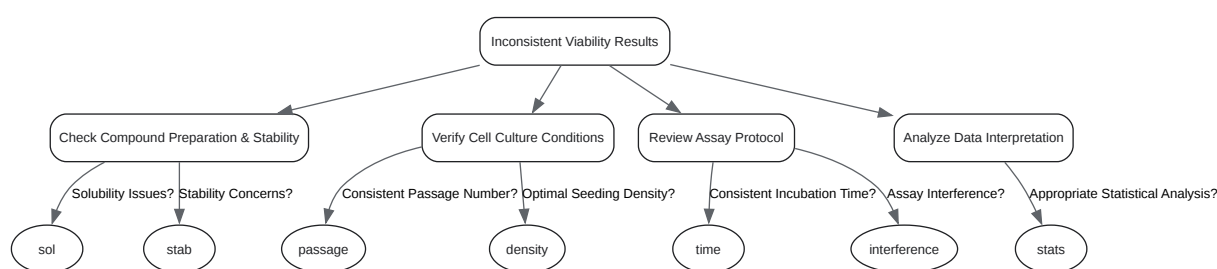 Inconsistent Viability Results
Check Compound Preparation & Stability
Verify Cell Culture Conditions
Review Assay Protocol
Analyze Data Interpretation
Solubility Issues?
Stability Concerns?
Consistent Passage Number?
Optimal Seeding Density?
Consistent Incubation Time?
Assay Interference?
Appropriate Statistical Analysis?
sol
stab
passage
density
time
interference
stats